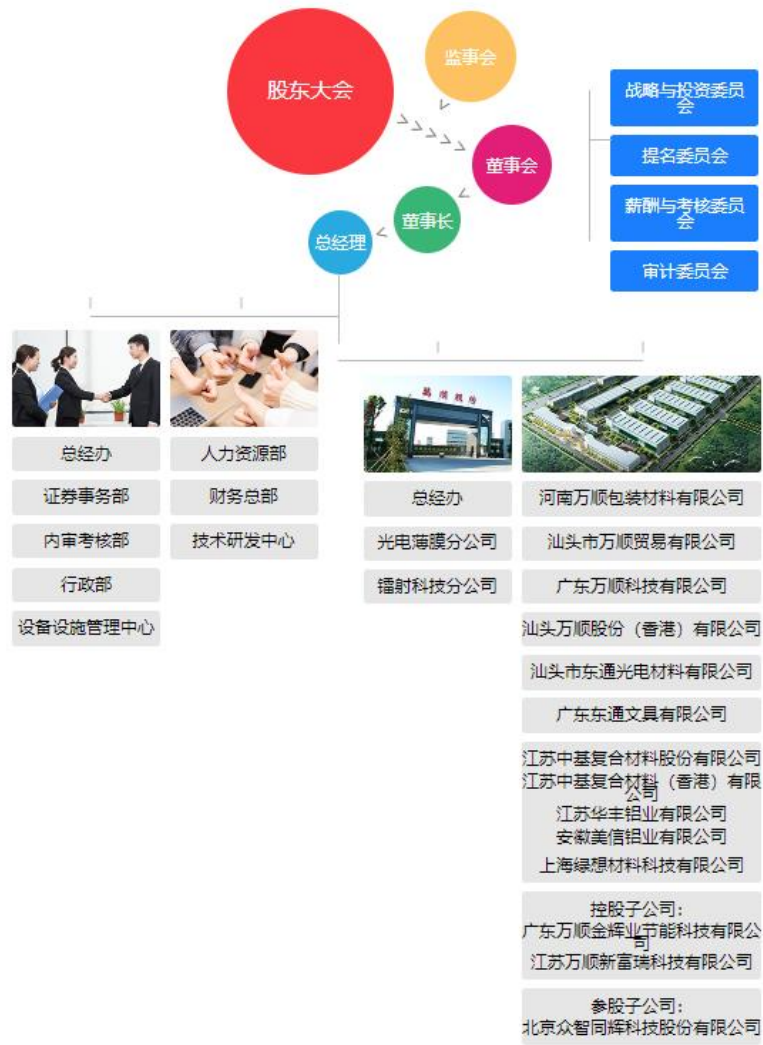 股东大会
监事会
董事会
董事长
总经理
战略与投资委员
会
提名委员会
薪酬与考核委员
会
审计委员会
总经办
证券事务部
内审考核部
行政部
设备设施管理中心
人力资源部
财务总部
技术研发中心
总经办
光电薄膜分公司
镭射科技分公司
河南万顺包装材料有限公司
汕头市万顺贸易有限公司
广东万顺科技有限公司
汕头万顺股份（香港）有限公司
汕头市东通光电材料有限公司
广东东通文具有限公司
江苏中基复合材料股份有限公司
江苏中基复合材料（香港）有限
公司
江苏华丰铝业有限公司
安徽美信铝业有限公司
上海绿想材料科技有限公司
控股子公司：
广东万顺金辉业节能科技有限公
司
江苏万顺新富瑞科技有限公司
参股子公司：
北京众智同辉科技股份有限公司